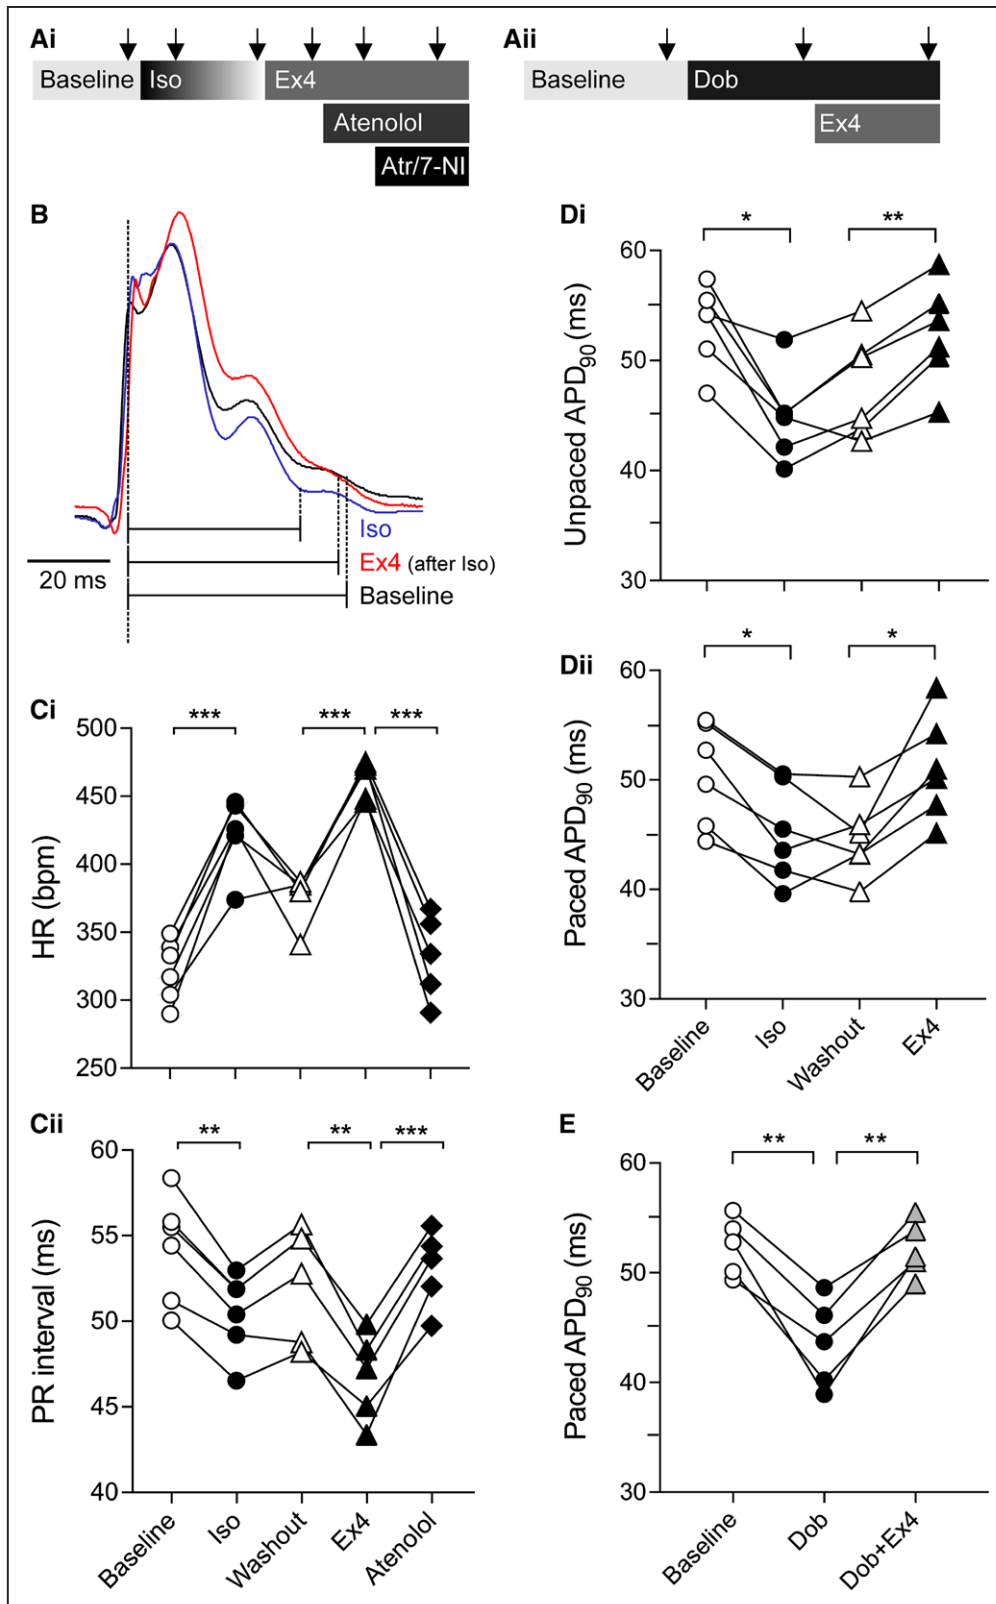 Ai
Baseline Iso Ex4
Atenolol
Atr/7-NI
Aii
Baseline Dob
Ex4
B
Iso
Ex4 (after Iso)
Baseline
20 ms
Ci
*** *** ***
HR (bpm)
500
450
400
350
300
250
Cii
** ** ***
PR interval (ms)
60
55
50
45
40
Baseline Iso Washout Ex4 Atenolol
Di
* **
Unpaced APD90 (ms)
60
50
40
30
Dii
* *
Paced APD90 (ms)
60
50
40
30
Baseline Iso Washout Ex4
E
** **
Paced APD90 (ms)
60
50
40
30
Baseline Dob Dob+Ex4